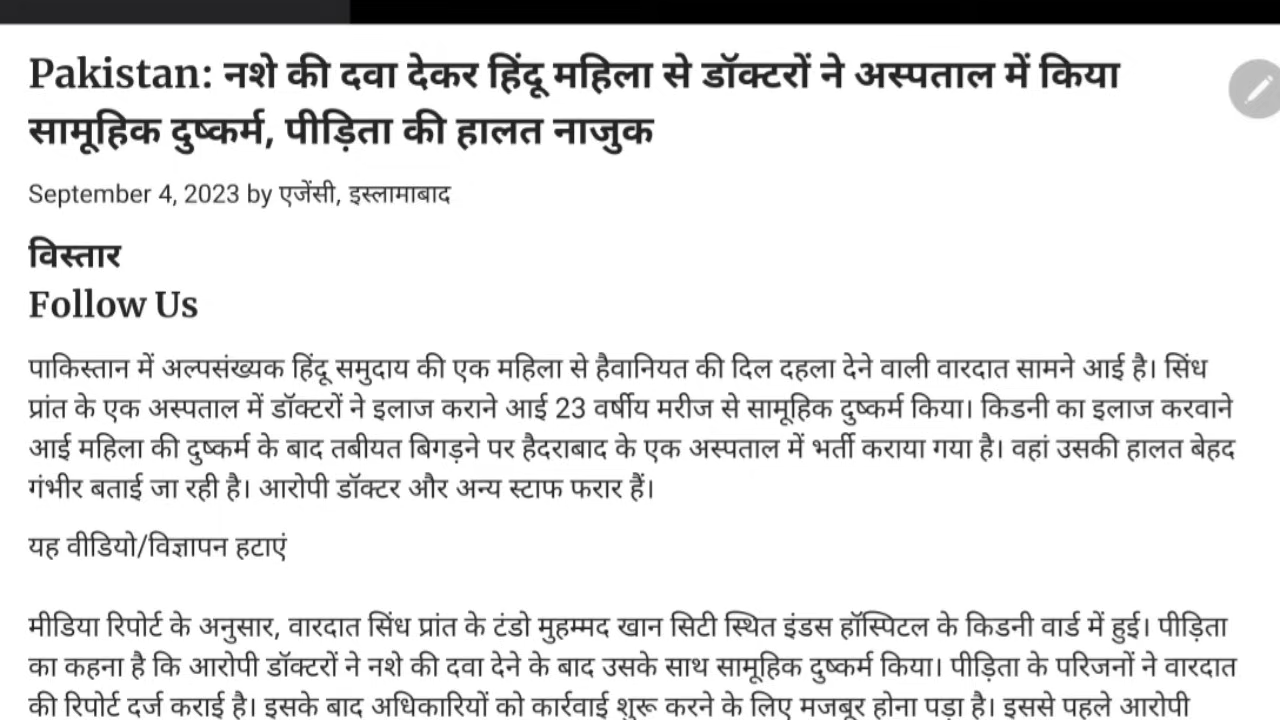 Pakistan: नशे की दवा देकर हिंदू महिला से डॉक्टरों ने अस्पताल में किया
सामूहिक दुष्कर्म, पीड़िता की हालत नाजुक
September 4, 2023 by एजेंसी, इस्लामाबाद
विस्तार
Follow Us
पाकिस्तान में अल्पसंख्यक हिंदू समुदाय की एक महिला से हैवानियत की दिल दहला देने वाली वारदात सामने आई है। सिंध
प्रांत के एक अस्पताल में डॉक्टरों ने इलाज कराने आई 23 वर्षीय मरीज से सामूहिक दुष्कर्म किया। किडनी का इलाज करवाने
आई महिला की दुष्कर्म के बाद तबीयत बिगड़ने पर हैदराबाद के एक अस्पताल में भर्ती कराया गया है। वहां उसकी हालत बेहद
गंभीर बताई जा रही है। आरोपी डॉक्टर और अन्य स्टाफ फरार हैं।
यह वीडियो/विज्ञापन हटाएं
मीडिया रिपोर्ट के अनुसार, वारदात सिंध प्रांत के टंडो मुहम्मद खान सिटी स्थित इंडस हॉस्पिटल के किडनी वार्ड में हुई। पीड़िता
का कहना है कि आरोपी डॉक्टरों ने नशे की दवा देने के बाद उसके साथ सामूहिक दुष्कर्म किया। पीड़िता के परिजनों ने वारदात
की रिपोर्ट दर्ज कराई है। इसके बाद अधिकारियों को कार्रवाई शुरू करने के लिए मजबूर होना पड़ा है। इससे पहले आरोपी